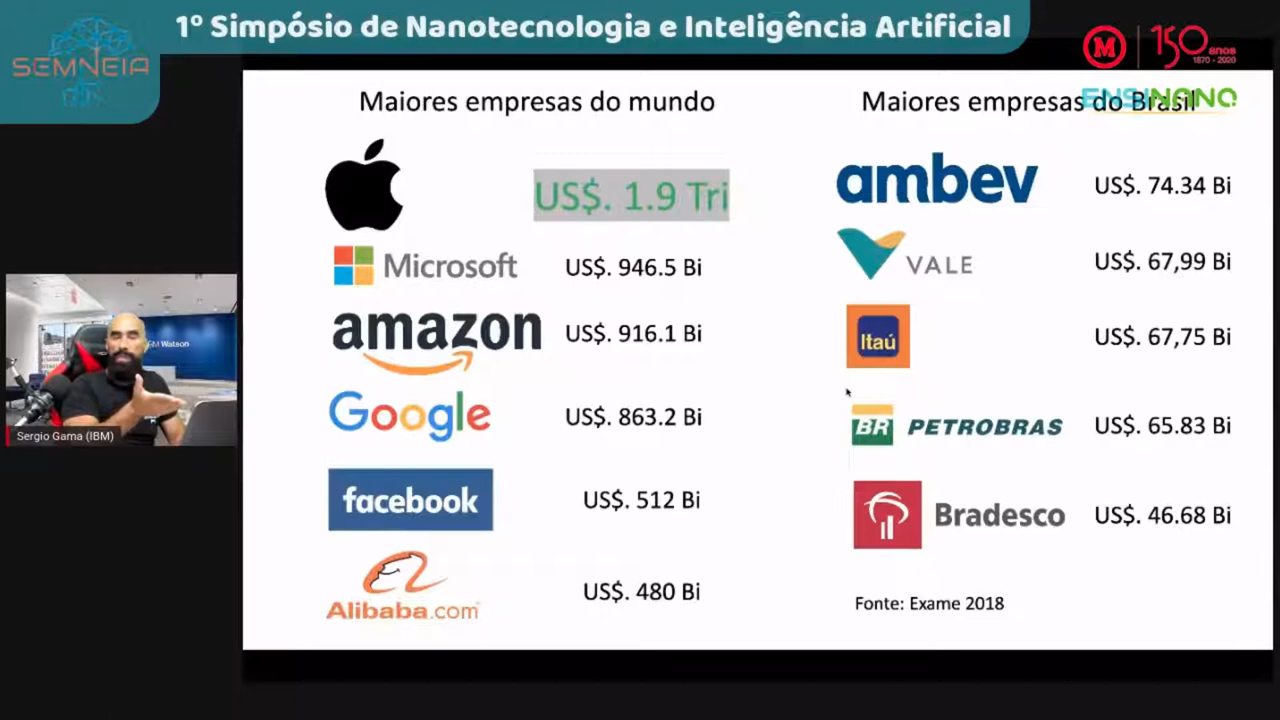 1º Simpósio de Nanotecnologia e Inteligência Artificial
SEMNEIA
M
150 anos
1870 - 2020
ENSINANO
Maiores empresas do mundo
US$. 1.9 Tri
Microsoft US$. 946.5 Bi
amazon US$. 916.1 Bi
Google US$. 863.2 Bi
facebook US$. 512 Bi
Alibaba.com US$. 480 Bi
Maiores empresas do Brasil
ambev US$. 74.34 Bi
VALE US$. 67,99 Bi
Itaú US$. 67,75 Bi
BR PETROBRAS US$. 65.83 Bi
Bradesco US$. 46.68 Bi
Fonte: Exame 2018
Watson
Sergio Gama (IBM)